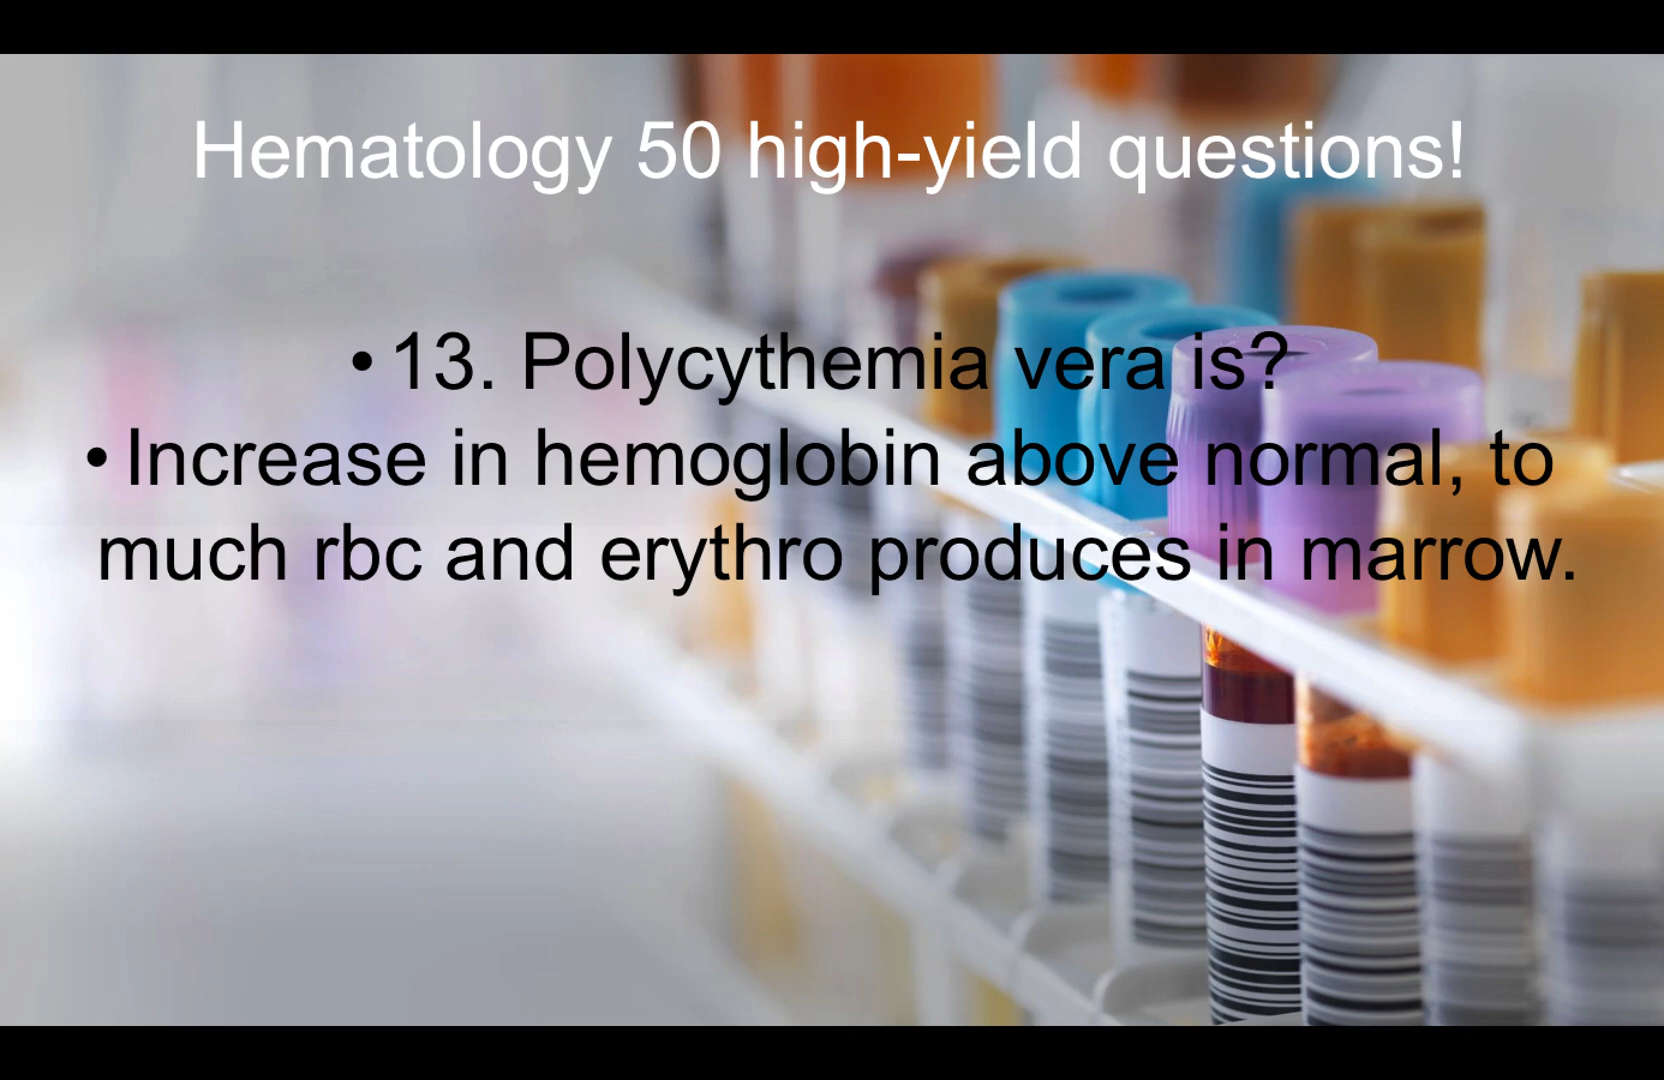 Hematology 50 high-yield questions!
• 13. Polycythemia vera is?
• Increase in hemoglobin above normal, to
much rbc and erythro produces in marrow.